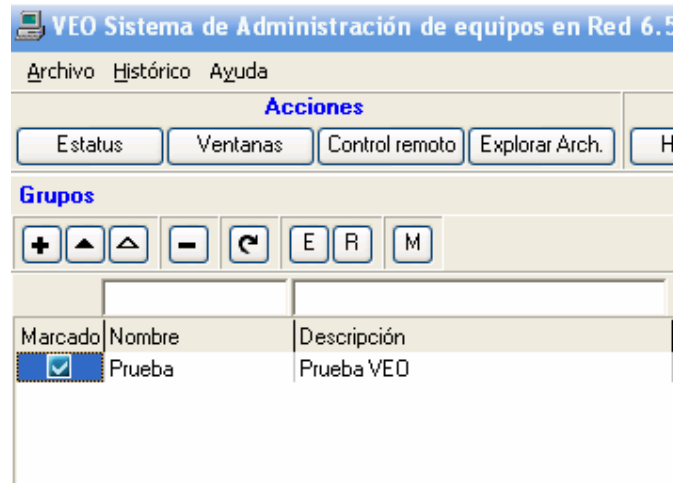 VEO Sistema de Administración de equipos en Red 6.5
Archivo Histórico Ayuda
Acciones
Estatus Ventanas Control remoto Explorar Arch. H
Grupos
E R M
Marcado Nombre Descripción
Prueba Prueba VEO